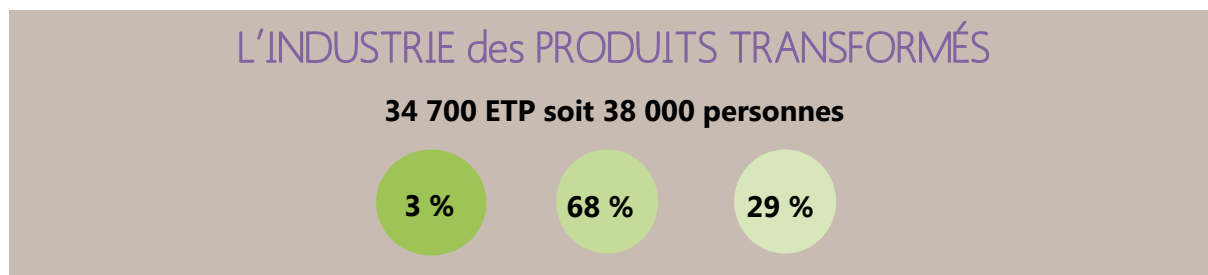 L'INDUSTRIE des PRODUITS TRANSFORMÉS
34 700 ETP soit 38 000 personnes
3 % 68 % 29 %